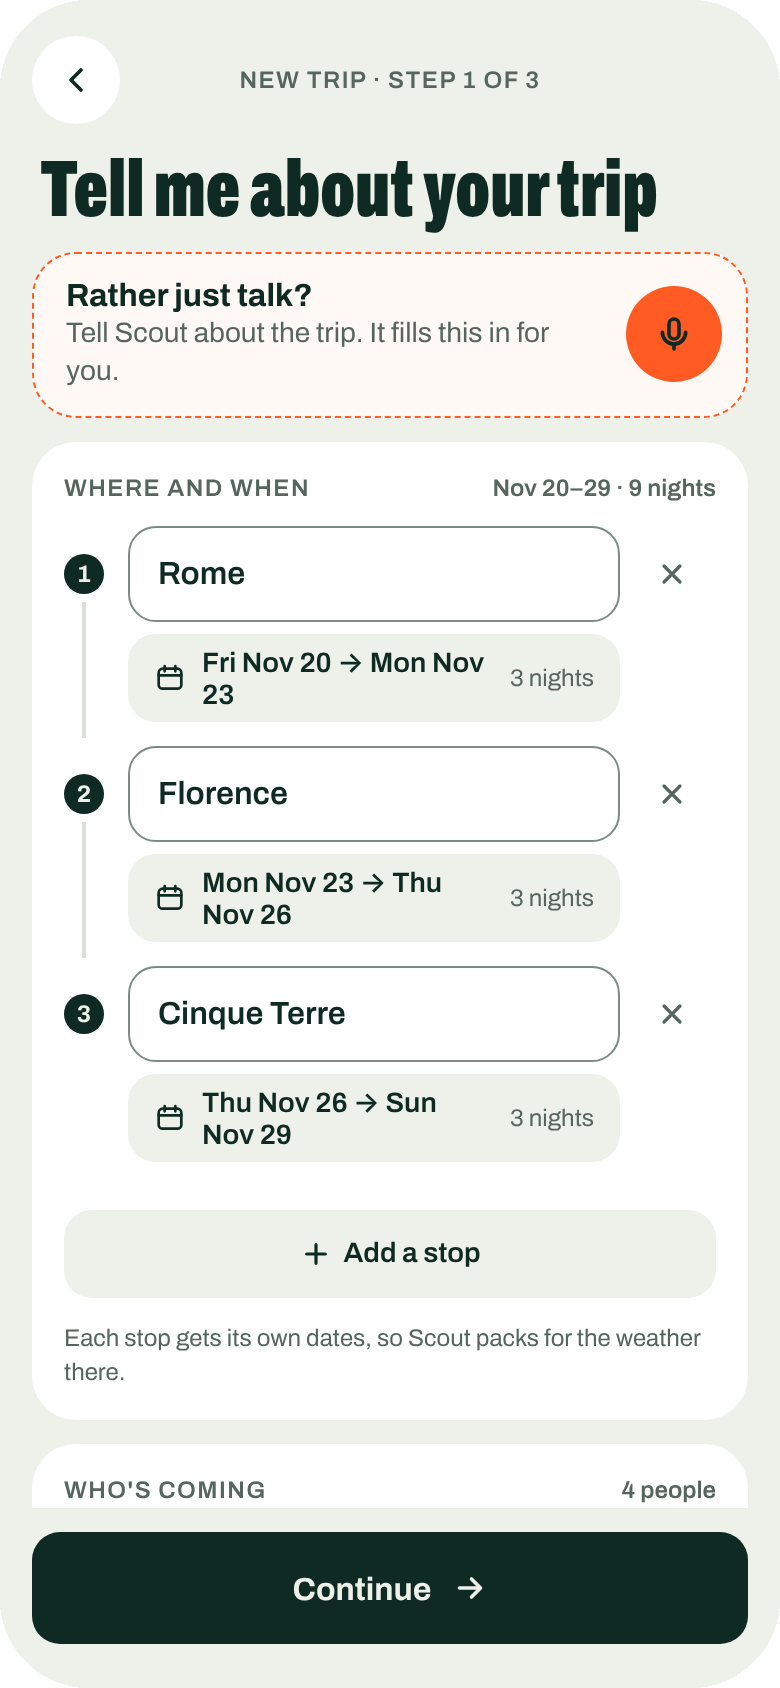 NEW TRIP · STEP 1 OF 3
Tell me about your trip
Rather just talk?
Tell Scout about the trip. It fills this in for
you.
WHERE AND WHEN
Nov 20–29 · 9 nights
1
Rome
Fri Nov 20 → Mon Nov
23
3 nights
2
Florence
Mon Nov 23 → Thu
Nov 26
3 nights
3
Cinque Terre
Thu Nov 26 → Sun
Nov 29
3 nights
Add a stop
Each stop gets its own dates, so Scout packs for the weather
there.
WHO'S COMING
4 people
Continue →